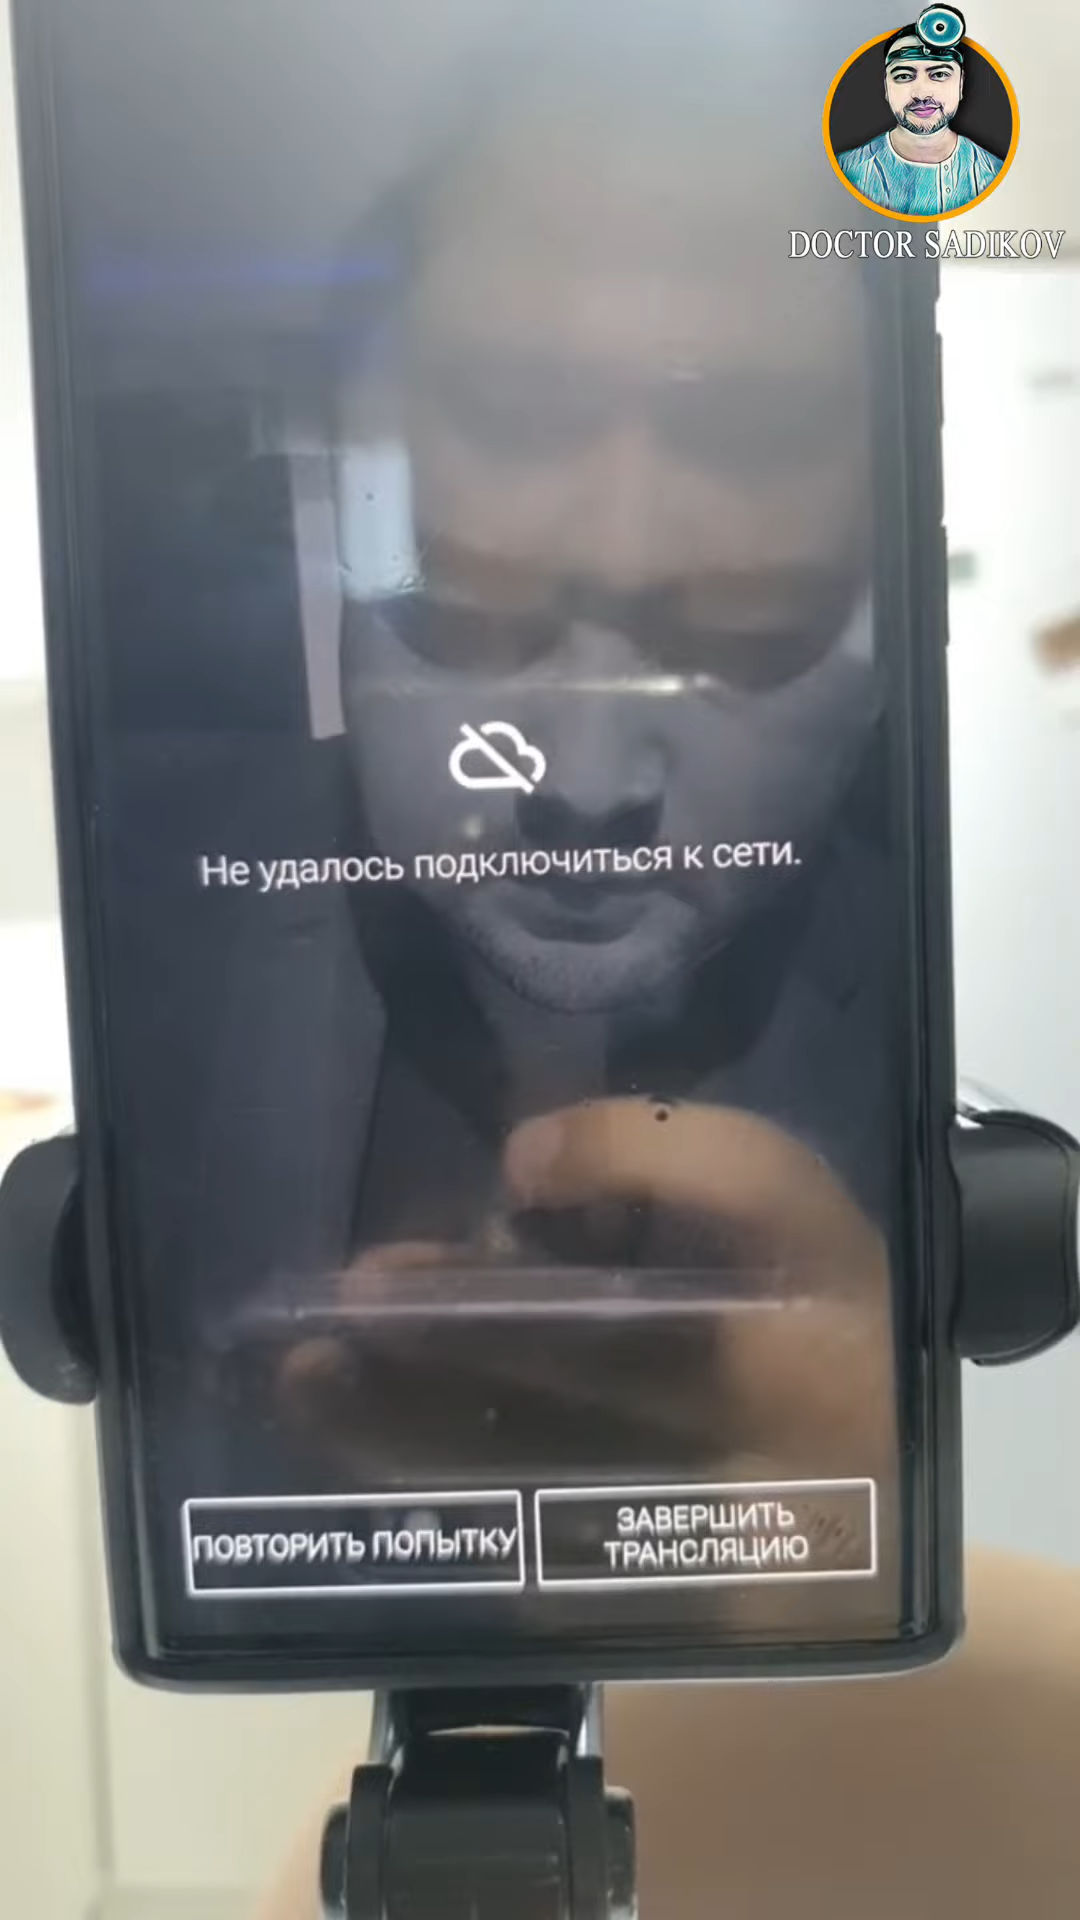 DOCTOR SADIKOV
Не удалось подключиться к сети.
ПОВТОРИТЬ ПОПЫТКУ
ЗАВЕРШИТЬ
ТРАНСЛЯЦИЮ